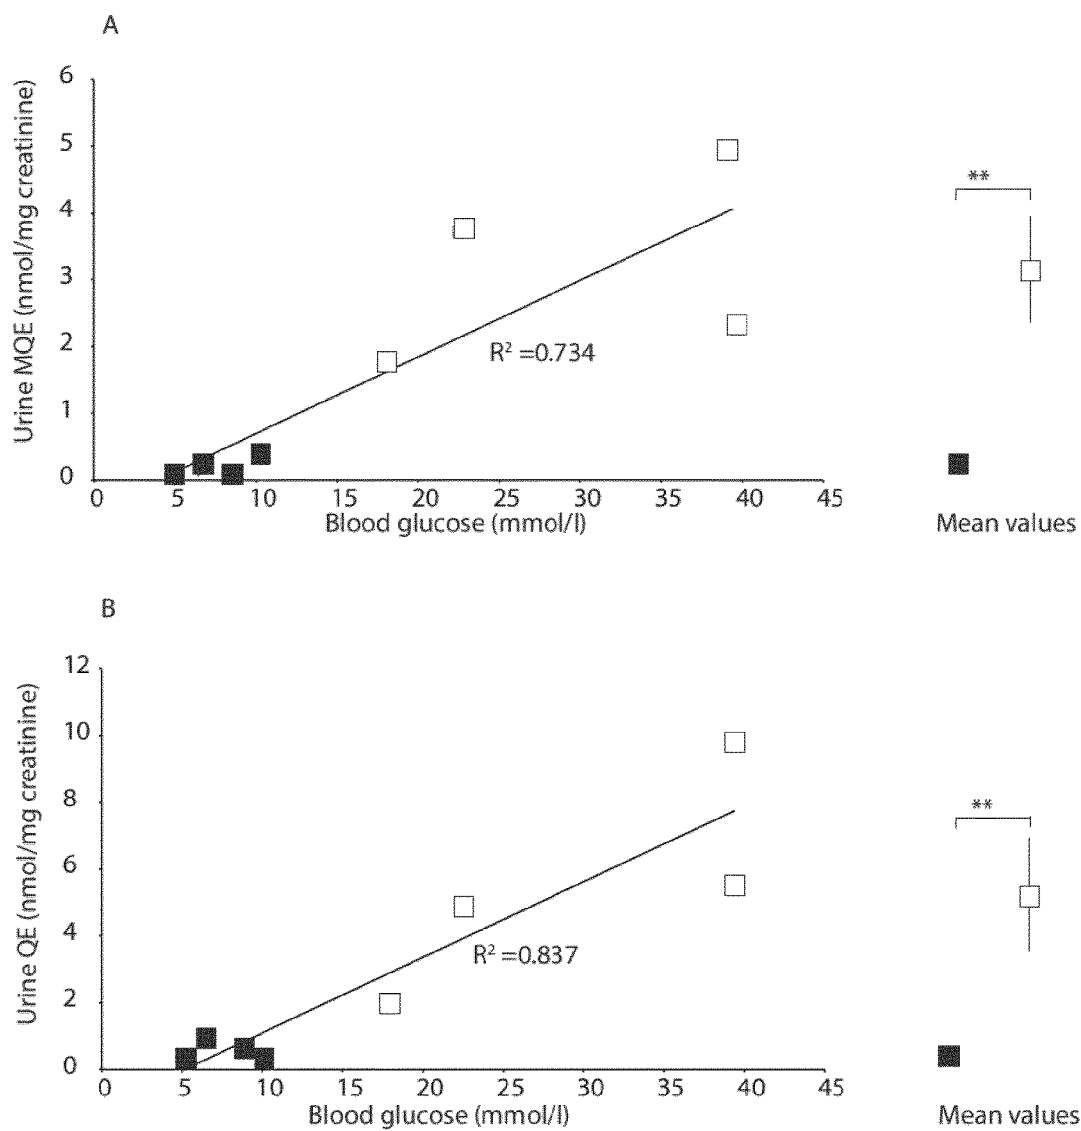 A
Urine MQE (nmol/mg creatinine)
6
5
4
3
2
1
0
0 5 10 15 20 25 30 35 40 45
R² =0.734
**
Blood glucose (mmol/l)
Mean values
B
Urine QE (nmol/mg creatinine)
12
10
8
6
4
2
0
0 5 10 15 20 25 30 35 40 45
R² =0.837
**
Blood glucose (mmol/l)
Mean values